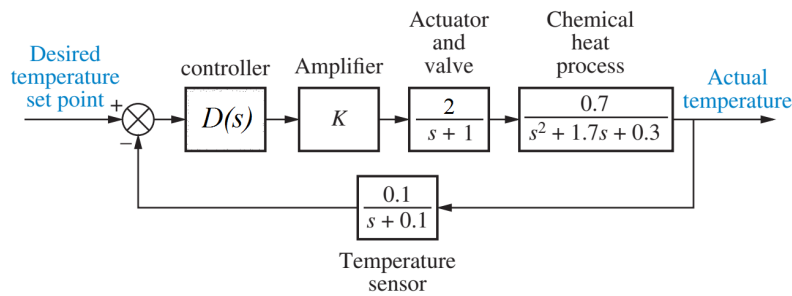 Desired
temperature
set point
+
−
controller
D(s)
Amplifier
K
Actuator
and
valve
2
s + 1
Chemical
heat
process
0.7
s² + 1.7s + 0.3
Actual
temperature
0.1
s + 0.1
Temperature
sensor